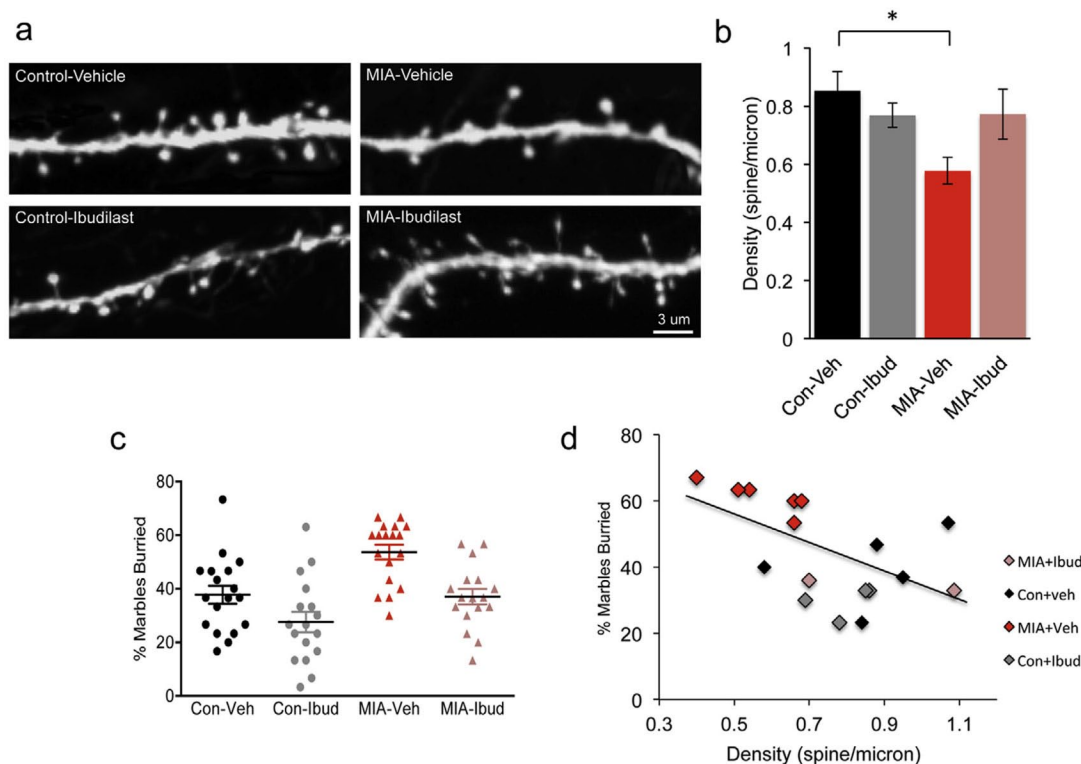 a
Control-Vehicle
MIA-Vehicle
Control-Ibudilast
MIA-Ibudilast
3 um
b
*
Density (spine/micron)
1
0.8
0.6
0.4
0.2
0
Con-Veh
Con-Ibud
MIA-Veh
MIA-Ibud
c
% Marbles Burried
80
60
40
20
0
Con-Veh Con-Ibud MIA-Veh MIA-Ibud
d
% Marbles Burried
80
60
40
20
0
0.3 0.5 0.7 0.9 1.1
Density (spine/micron)
MIA+Ibud
Con+veh
MIA+Veh
Con+Ibud